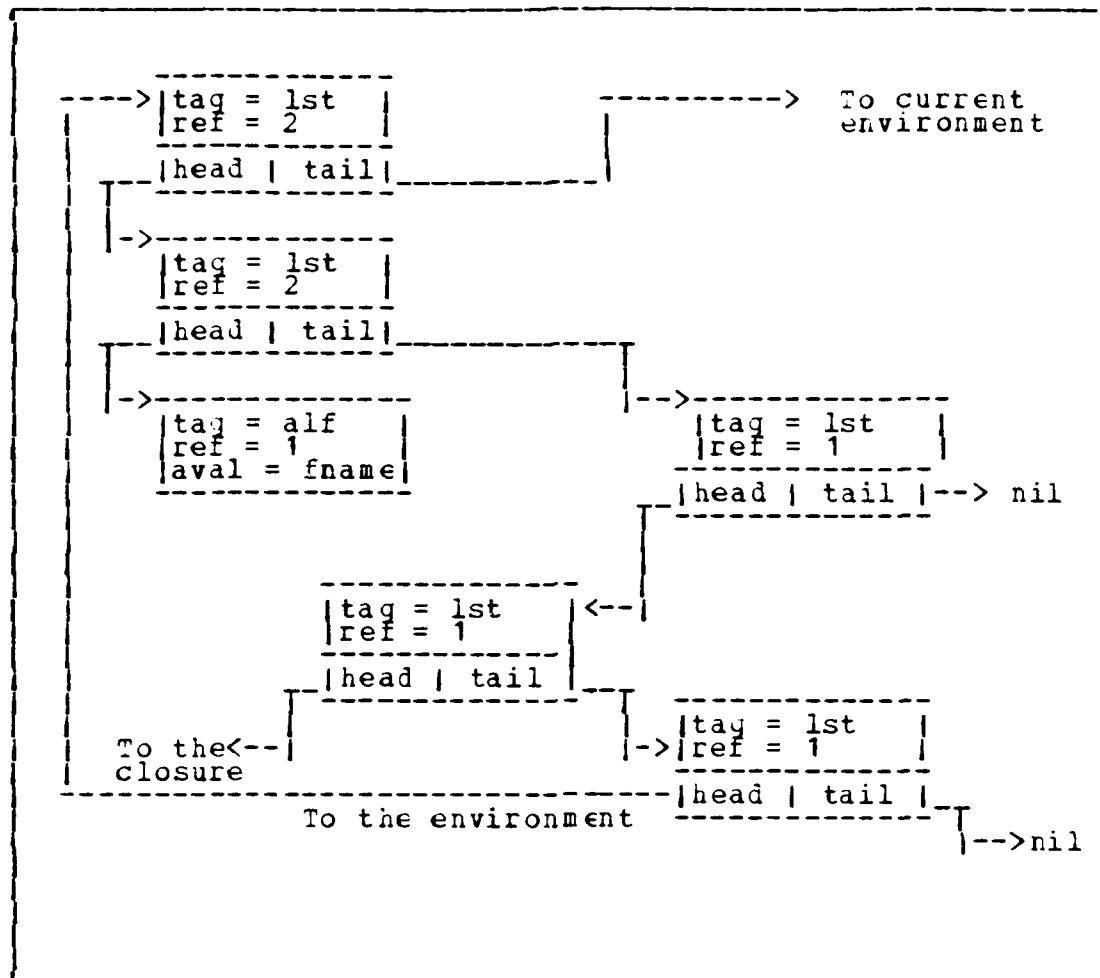 tag = lst
ref = 2
head | tail
To current
environment
tag = lst
ref = 2
head | tail
tag = alf
ref = 1
aval = fname
tag = lst
ref = 1
head | tail
nil
tag = lst
ref = 1
head | tail
To the
closure
tag = lst
ref = 1
head | tail
To the environment
nil